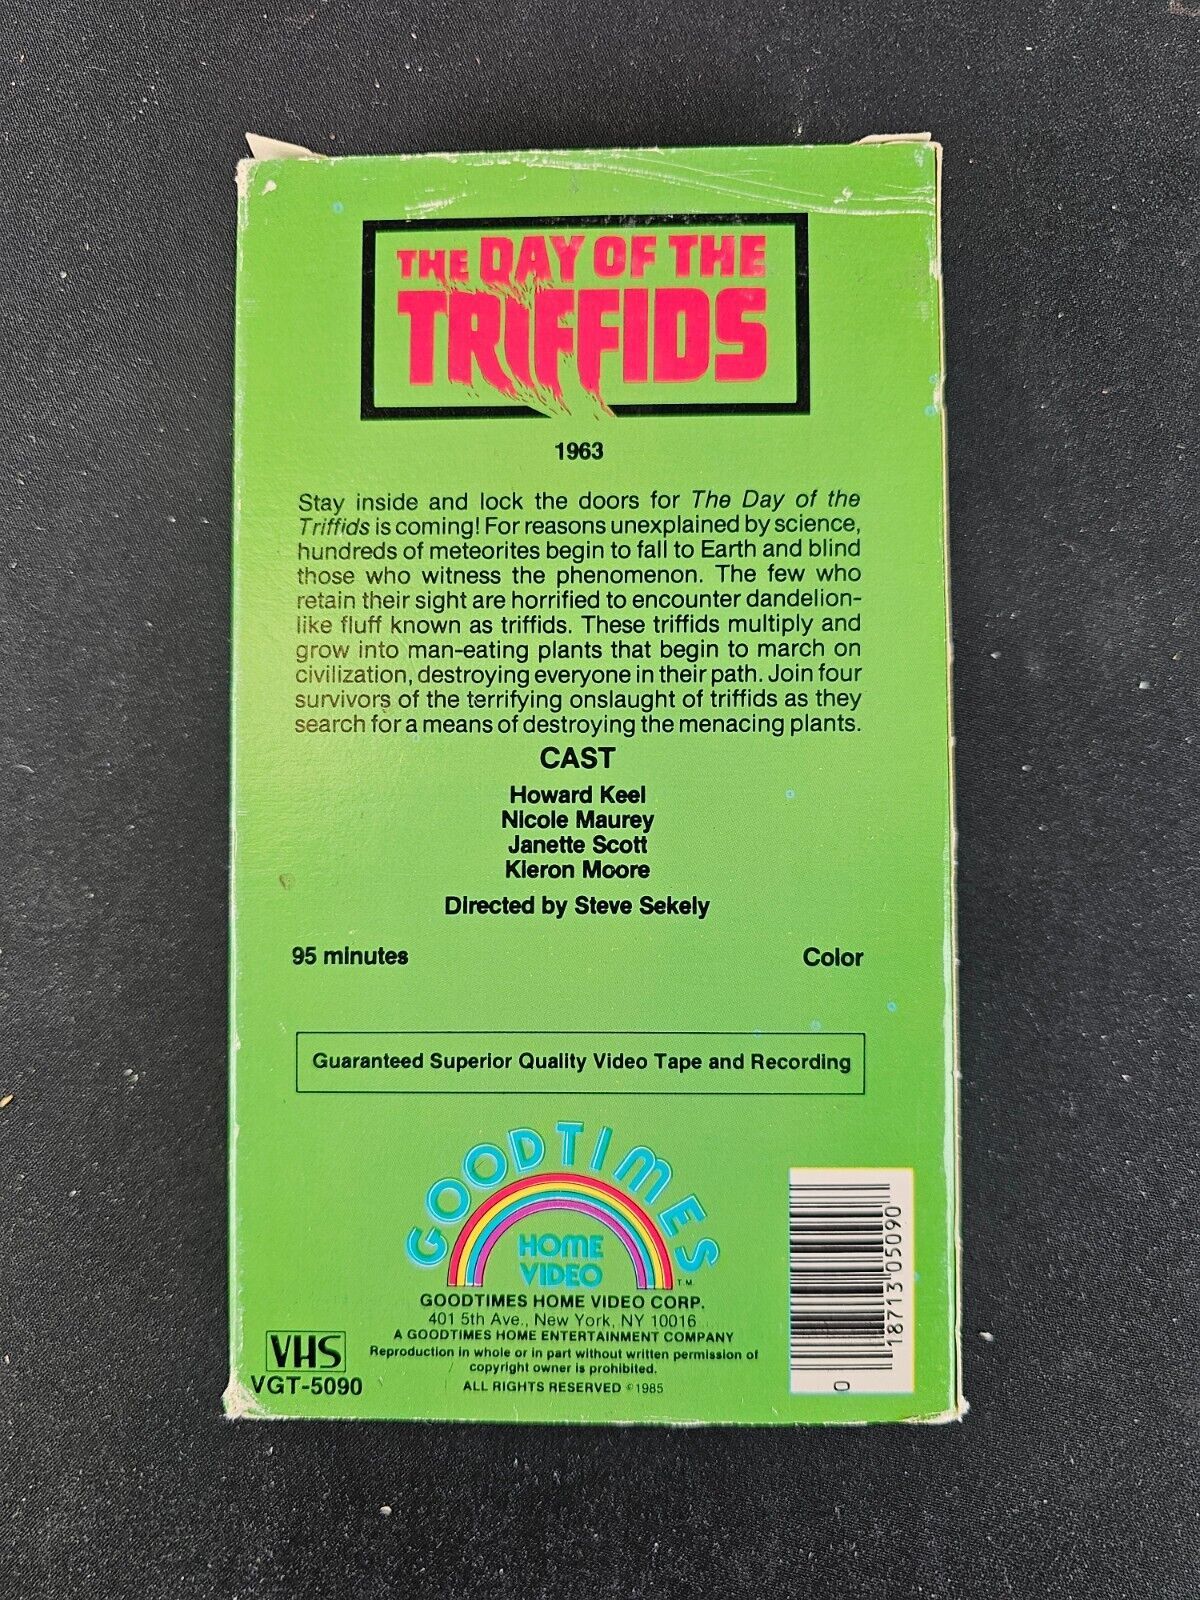 THE DAY OF THE
TRIFFIDS
1963
Stay inside and lock the doors for The Day of the
Triffids is coming! For reasons unexplained by science,
hundreds of meteorites begin to fall to Earth and blind
those who witness the phenomenon. The few who
retain their sight are horrified to encounter dandelion-
like fluff known as triffids. These triffids multiply and
grow into man-eating plants that begin to march on
civilization, destroying everyone in their path. Join four
survivors of the terrifying onslaught of triffids as they
search for a means of destroying the menacing plants.
CAST
Howard Keel
Nicole Maurey
Janette Scott
Kieron Moore
Directed by Steve Sekely
95 minutes Color
Guaranteed Superior Quality Video Tape and Recording
GOODTIMES
HOME
VIDEO
T.M.
GOODTIMES HOME VIDEO CORP.
401 5th Ave., New York, NY 10016
A GOODTIMES HOME ENTERTAINMENT COMPANY
Reproduction in whole or in part without written permission of
copyright owner is prohibited.
ALL RIGHTS RESERVED ©1985
VHS
VGT-5090
0 18713 05090